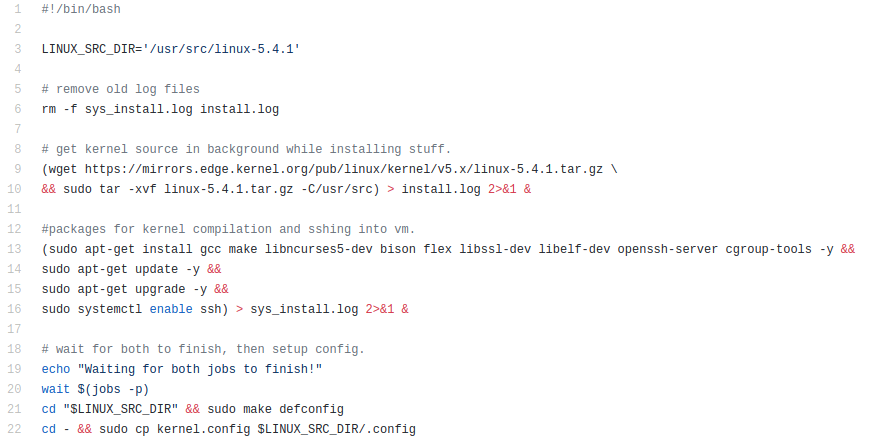 1 #!/bin/bash
2
3 LINUX_SRC_DIR='/usr/src/linux-5.4.1'
4
5 # remove old log files
6 rm -f sys_install.log install.log
7
8 # get kernel source in background while installing stuff.
9 (wget https://mirrors.edge.kernel.org/pub/linux/kernel/v5.x/linux-5.4.1.tar.gz \
10 && sudo tar -xvf linux-5.4.1.tar.gz -C/usr/src) > install.log 2>&1 &
11
12 #packages for kernel compilation and sshing into vm.
13 (sudo apt-get install gcc make libncurses5-dev bison flex libssl-dev libelf-dev openssh-server cgroup-tools -y &&
14 sudo apt-get update -y &&
15 sudo apt-get upgrade -y &&
16 sudo systemctl enable ssh) > sys_install.log 2>&1 &
17
18 # wait for both to finish, then setup config.
19 echo "Waiting for both jobs to finish!"
20 wait $(jobs -p)
21 cd "$LINUX_SRC_DIR" && sudo make defconfig
22 cd - && sudo cp kernel.config $LINUX_SRC_DIR/.config